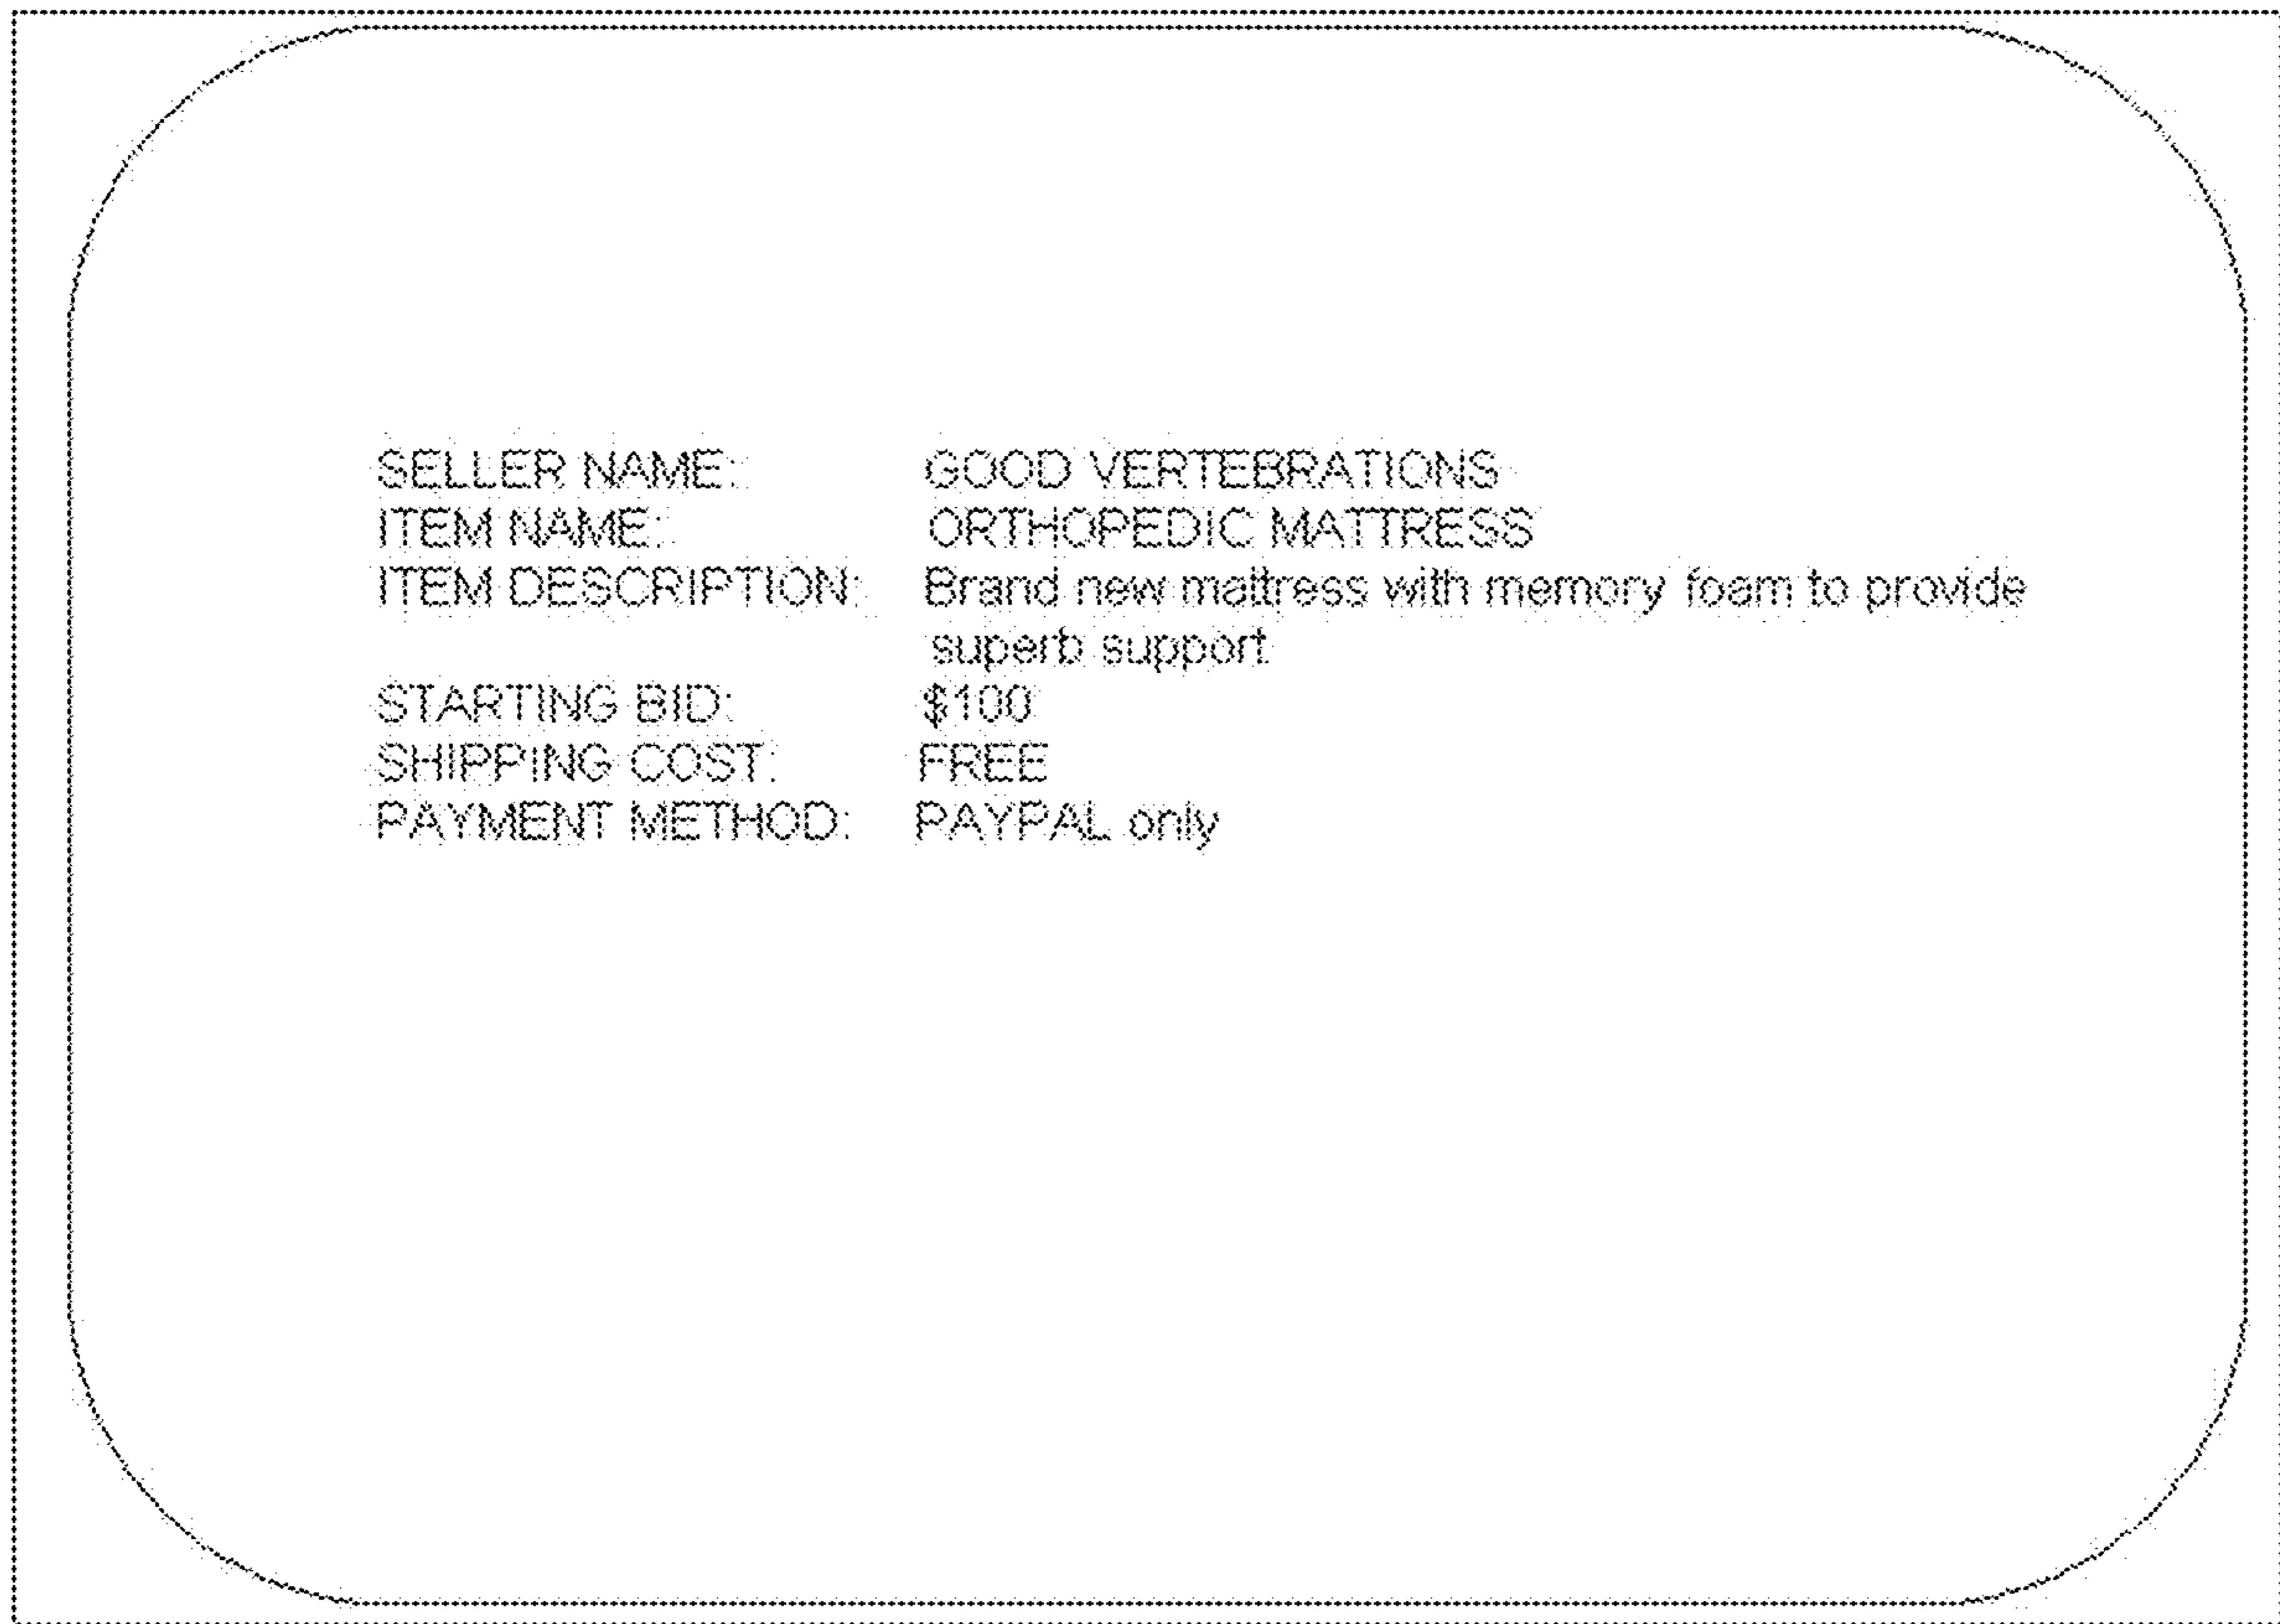 SELLER NAME: GOOD VERTEBRATIONS
ITEM NAME: ORTHOPEDIC MATTRESS
ITEM DESCRIPTION: Brand new mattress with memory foam to provide
superb support
STARTING BID: $100
SHIPPING COST: FREE
PAYMENT METHOD: PAYPAL only